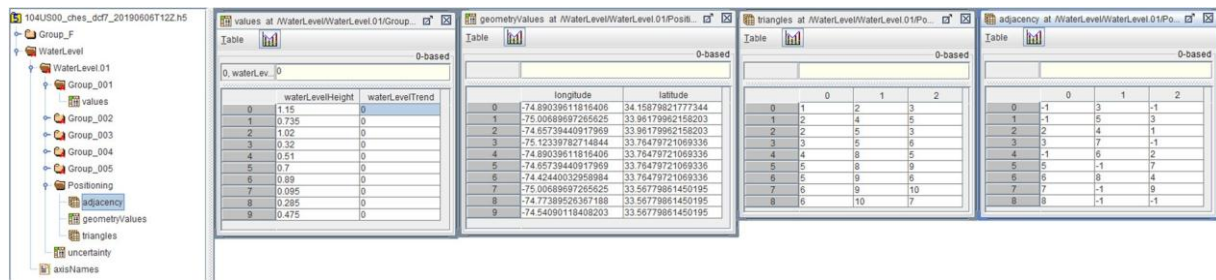 104US00_ches_dcf7_20190606T12Z.h5
Group_F
WaterLevel
WaterLevel.01
Group_001
values
Group_002
Group_003
Group_004
Group_005
Positioning
adjacency
geometryValues
triangles
uncertainty
axisNames
values at /WaterLevel/WaterLevel.01/Group...
Table
0-based
0, waterLev... 0
waterLevelHeight waterLevelTrend
0 1.15 0
1 0.735 0
2 1.02 0
3 0.32 0
4 0.51 0
5 0.7 0
6 0.89 0
7 0.095 0
8 0.285 0
9 0.475 0
geometryValues at /WaterLevel/WaterLevel.01/Positi...
Table
0-based
longitude latitude
0 -74.89039611816406 34.15879821777344
1 -75.00689697265625 33.96179962158203
2 -74.65739440917969 33.96179962158203
3 -75.12339782714844 33.76479721069336
4 -74.89039611816406 33.76479721069336
5 -74.65739440917969 33.76479721069336
6 -74.42440032958984 33.76479721069336
7 -75.00689697265625 33.56779861450195
8 -74.77389526367188 33.56779861450195
9 -74.54090118408203 33.56779861450195
triangles at /WaterLevel/WaterLevel.01/Po...
Table
0-based
0 1 2
0 1 2 3
1 2 4 5
2 2 5 3
3 3 5 6
4 4 8 5
5 5 8 9
6 5 9 6
7 6 9 10
8 6 10 7
adjacency at /WaterLevel/WaterLevel.01/Po...
Table
0-based
0 1 2
0 -1 3 -1
1 -1 5 3
2 2 4 1
3 3 7 -1
4 -1 6 2
5 5 -1 7
6 6 8 4
7 7 -1 9
8 8 -1 -1